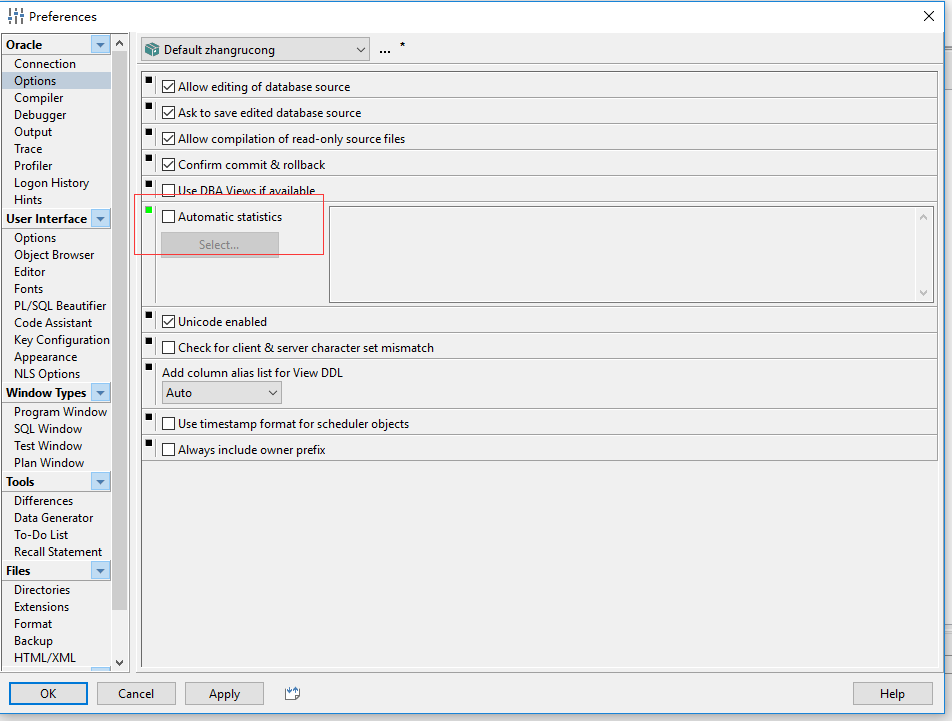 Preferences
Oracle
Connection
Options
Compiler
Debugger
Output
Trace
Profiler
Logon History
Hints
User Interface
Options
Object Browser
Editor
Fonts
PL/SQL Beautifier
Code Assistant
Key Configuration
Appearance
NLS Options
Window Types
Program Window
SQL Window
Test Window
Plan Window
Tools
Differences
Data Generator
To-Do List
Recall Statement
Files
Directories
Extensions
Format
Backup
HTML/XML
Default zhangrucong ... *
Allow editing of database source
Ask to save edited database source
Allow compilation of read-only source files
Confirm commit & rollback
Use DBA Views if available
Automatic statistics
Select...
Unicode enabled
Check for client & server character set mismatch
Add column alias list for View DDL
Auto
Use timestamp format for scheduler objects
Always include owner prefix
OK Cancel Apply Help